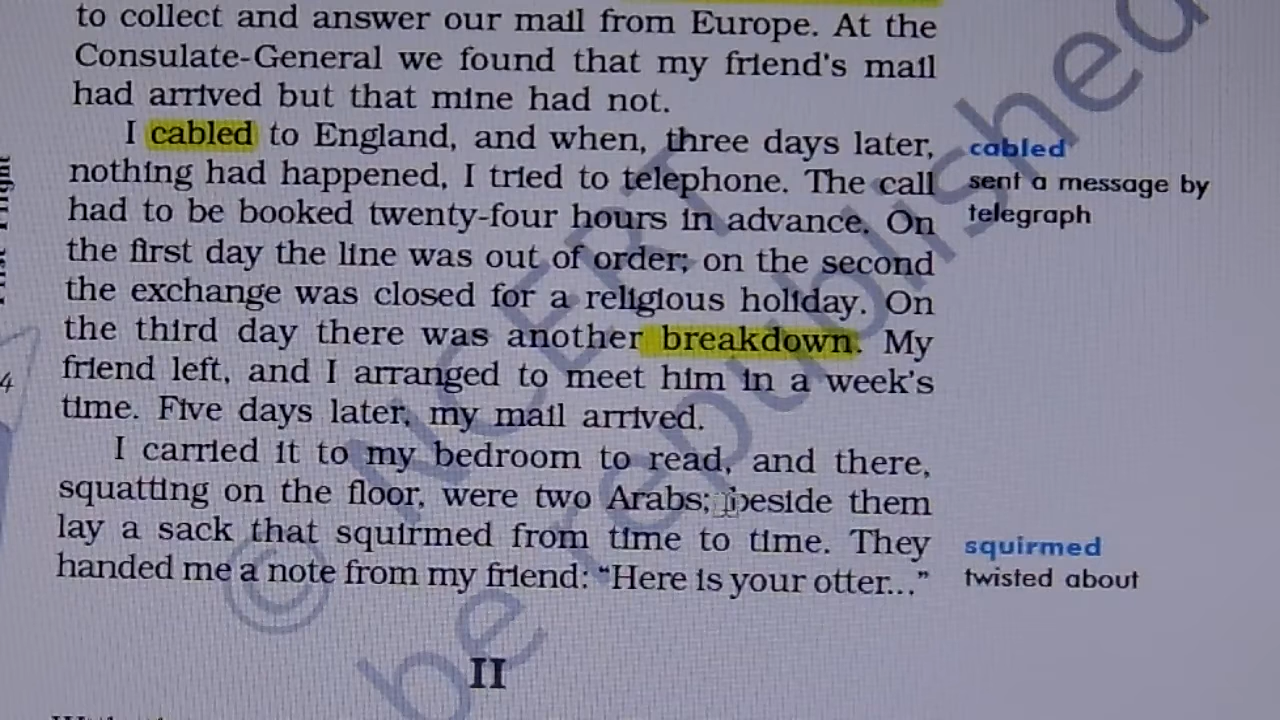 to collect and answer our mail from Europe. At the
Consulate-General we found that my friend's mail
had arrived but that mine had not.
I cabled to England, and when, three days later,
nothing had happened, I tried to telephone. The call
had to be booked twenty-four hours in advance. On
the first day the line was out of order; on the second
the exchange was closed for a religious holiday. On
the third day there was another breakdown. My
friend left, and I arranged to meet him in a week's
time. Five days later, my mail arrived.
I carried it to my bedroom to read, and there,
squatting on the floor, were two Arabs; beside them
lay a sack that squirmed from time to time. They
handed me a note from my friend: “Here is your otter...”
II
cabled
sent a message by
telegraph
squirmed
twisted about
4
© NCERT
be republished